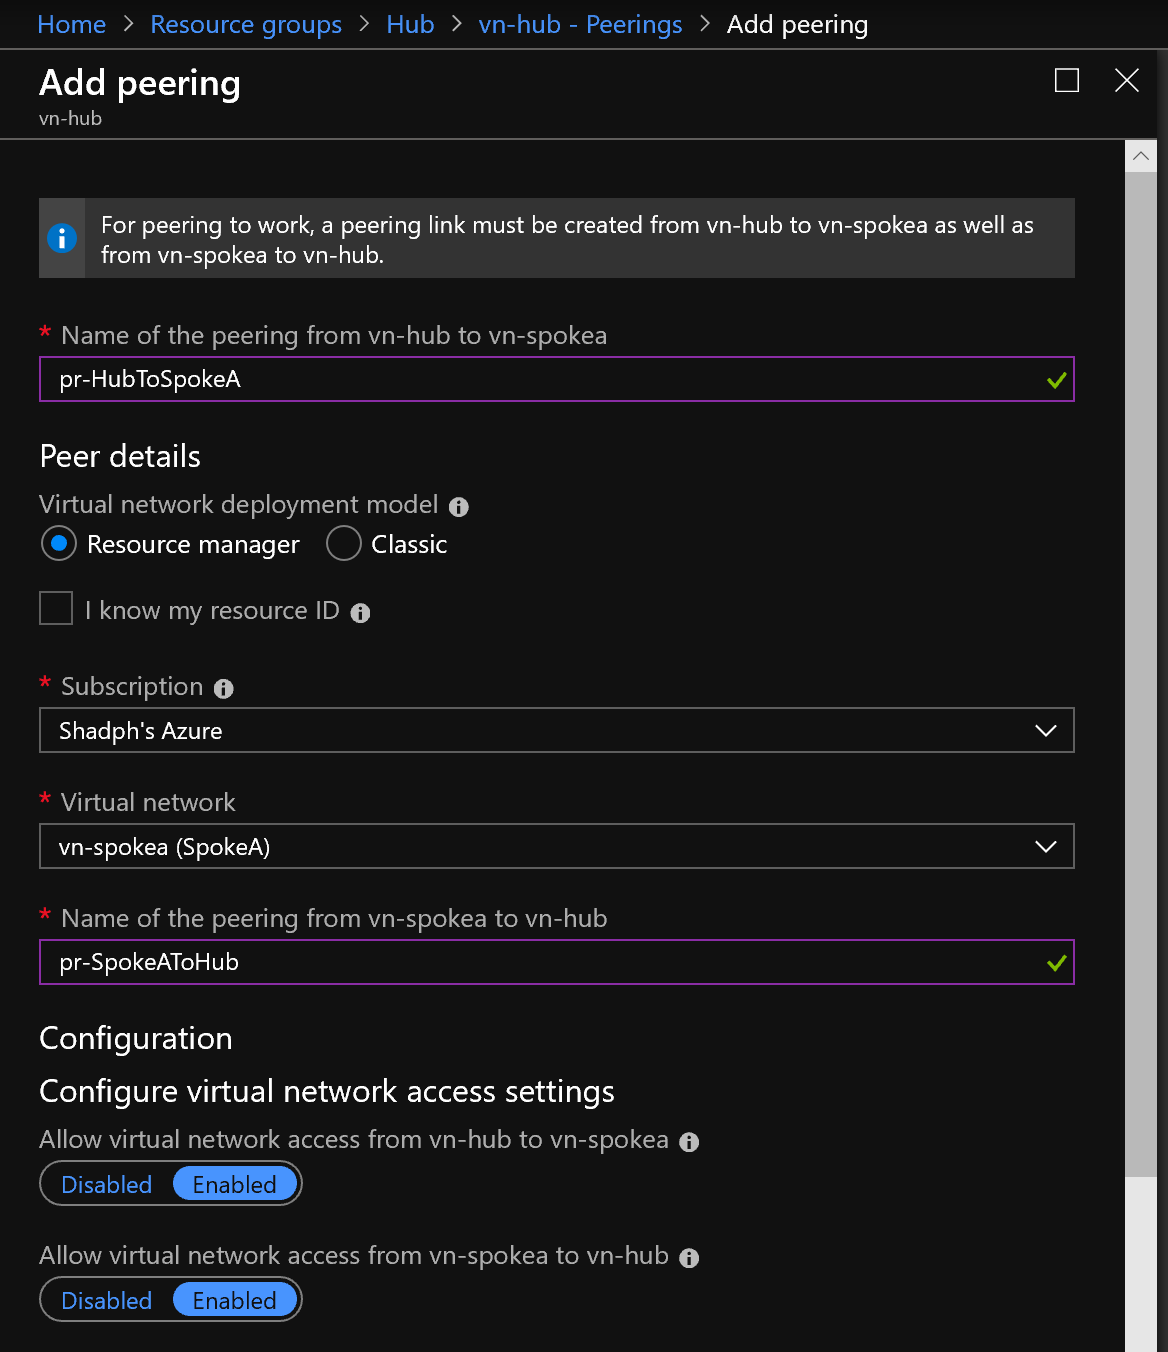 Home > Resource groups > Hub > vn-hub - Peerings > Add peering
Add peering
vn-hub
For peering to work, a peering link must be created from vn-hub to vn-spokea as well as
from vn-spokea to vn-hub.
* Name of the peering from vn-hub to vn-spokea
pr-HubToSpokeA
Peer details
Virtual network deployment model
Resource manager Classic
I know my resource ID
* Subscription
Shadph's Azure
* Virtual network
vn-spokea (SpokeA)
* Name of the peering from vn-spokea to vn-hub
pr-SpokeAToHub
Configuration
Configure virtual network access settings
Allow virtual network access from vn-hub to vn-spokea
Disabled Enabled
Allow virtual network access from vn-spokea to vn-hub
Disabled Enabled